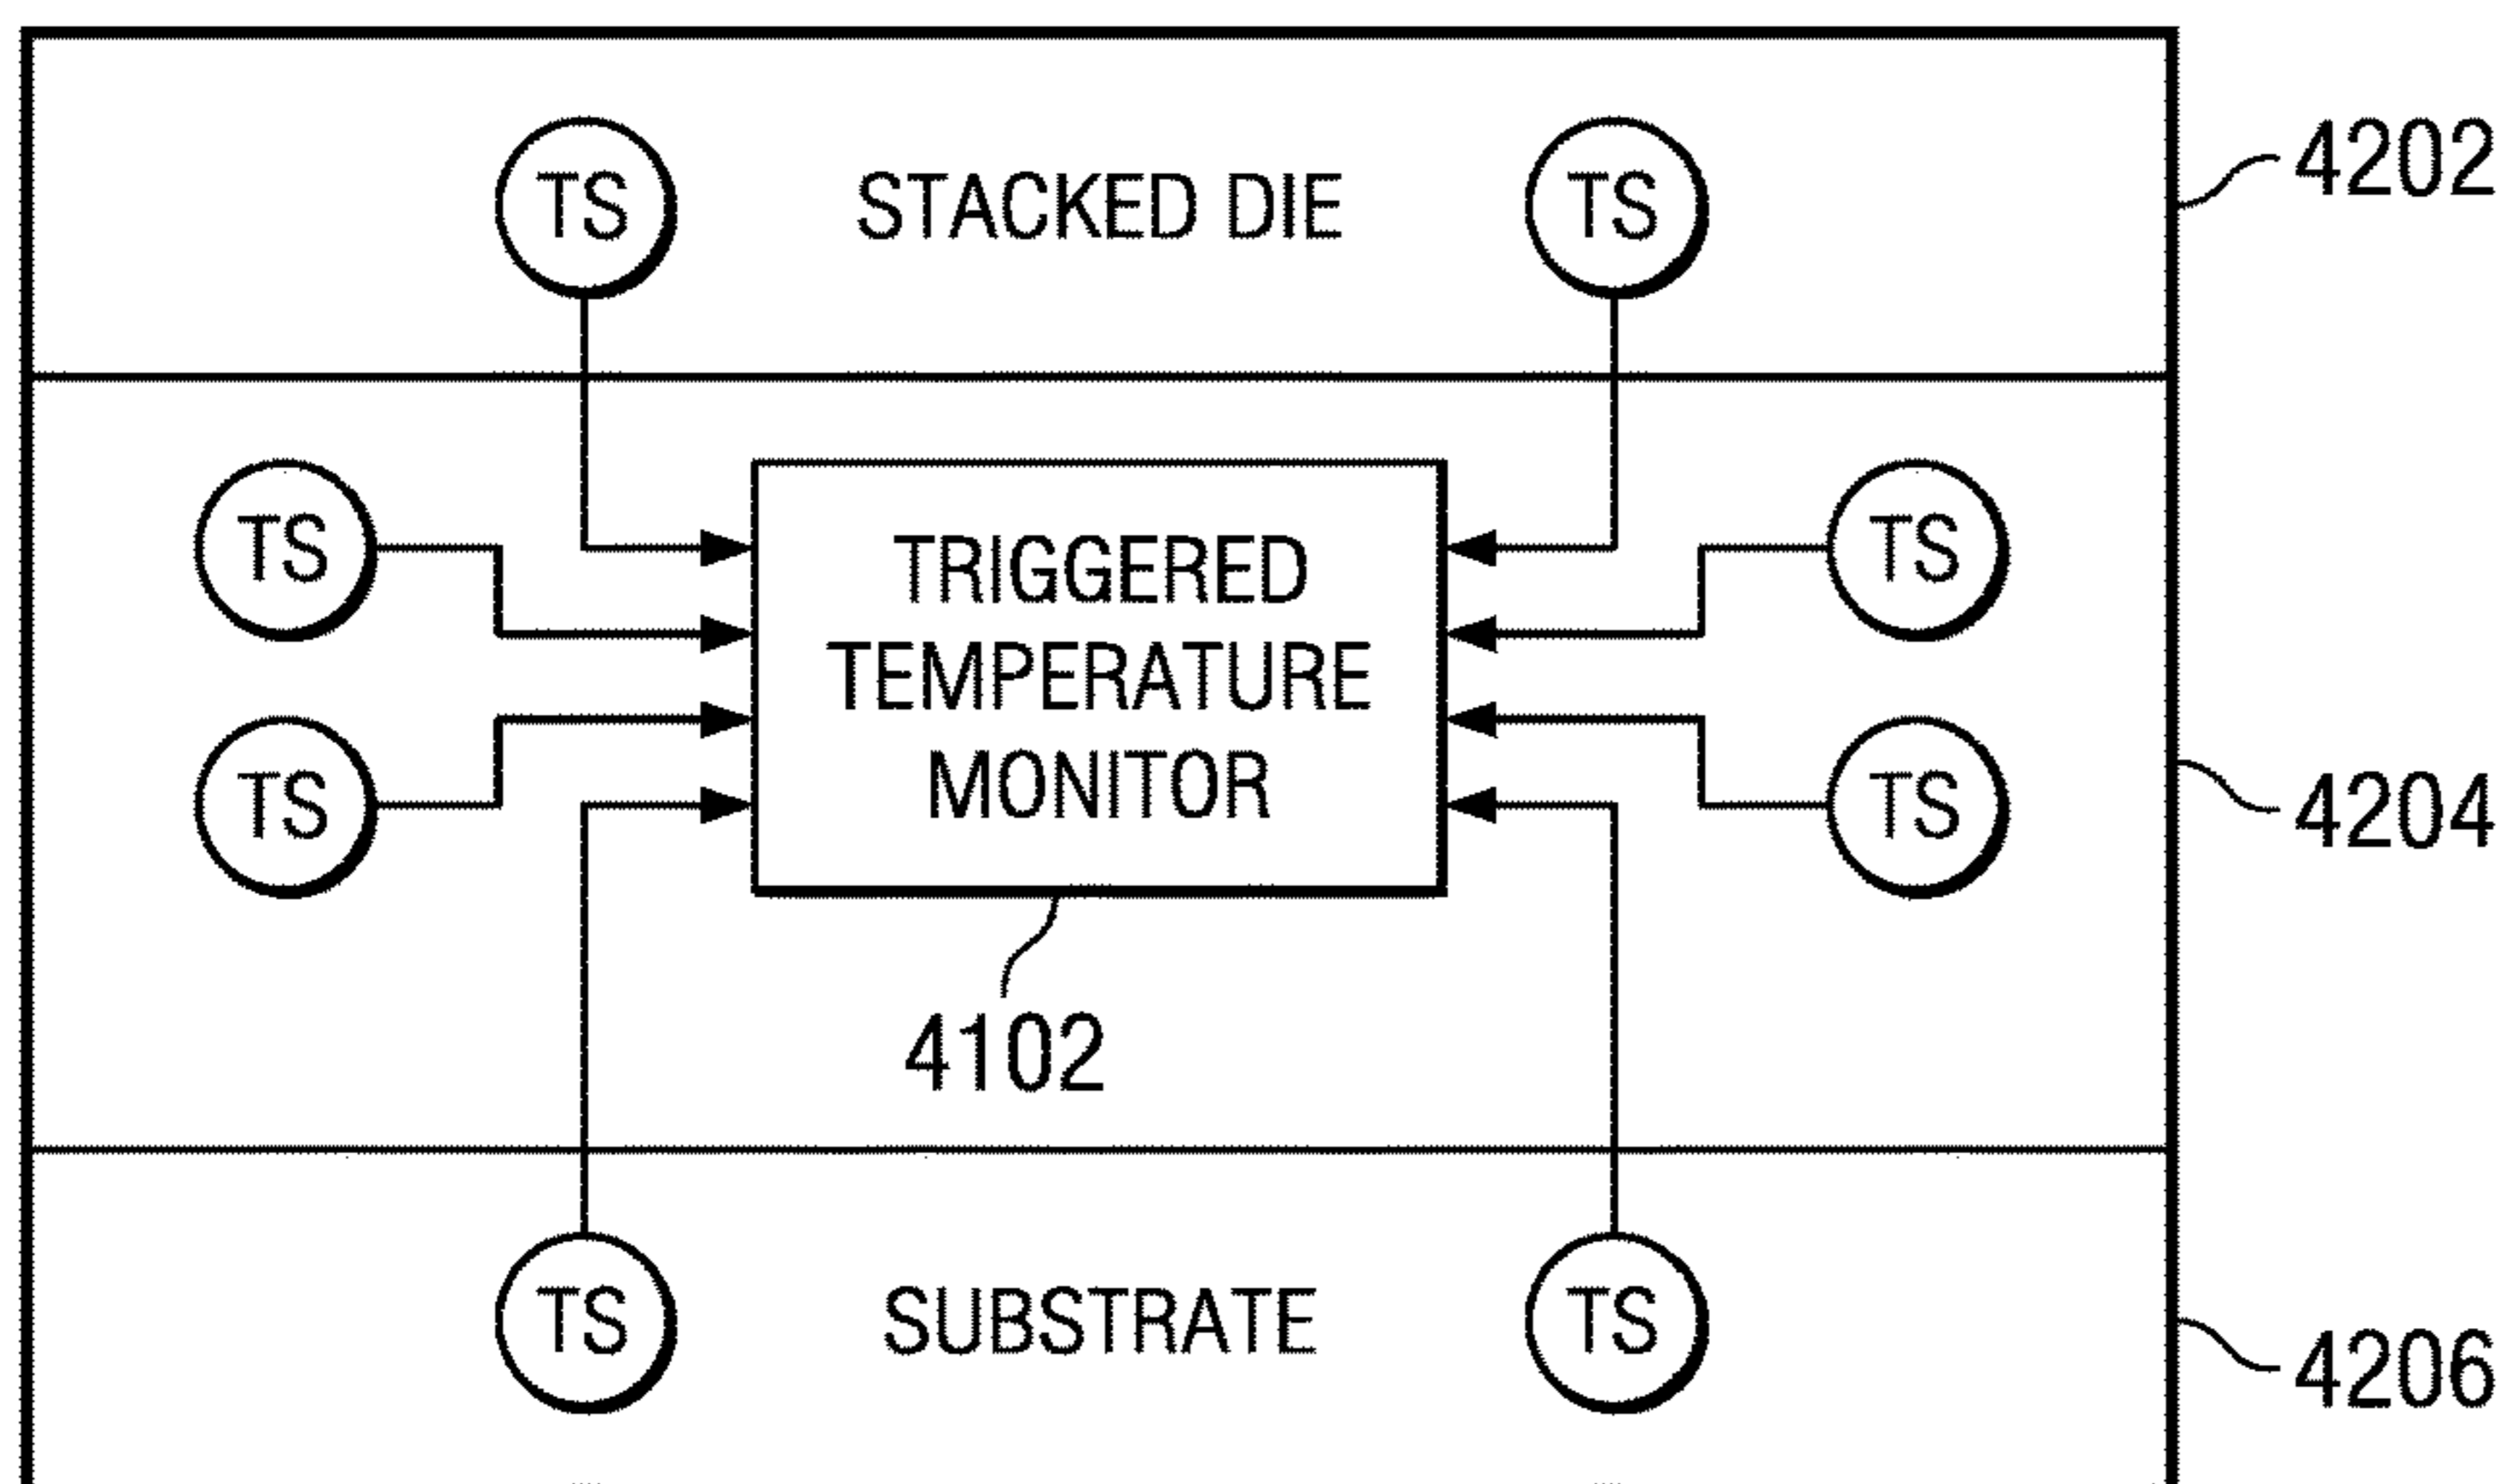 TS STACKED DIE TS
4202
TS TRIGGERED TS
TEMPERATURE
TS MONITOR TS
4204
4102
TS SUBSTRATE TS
4206